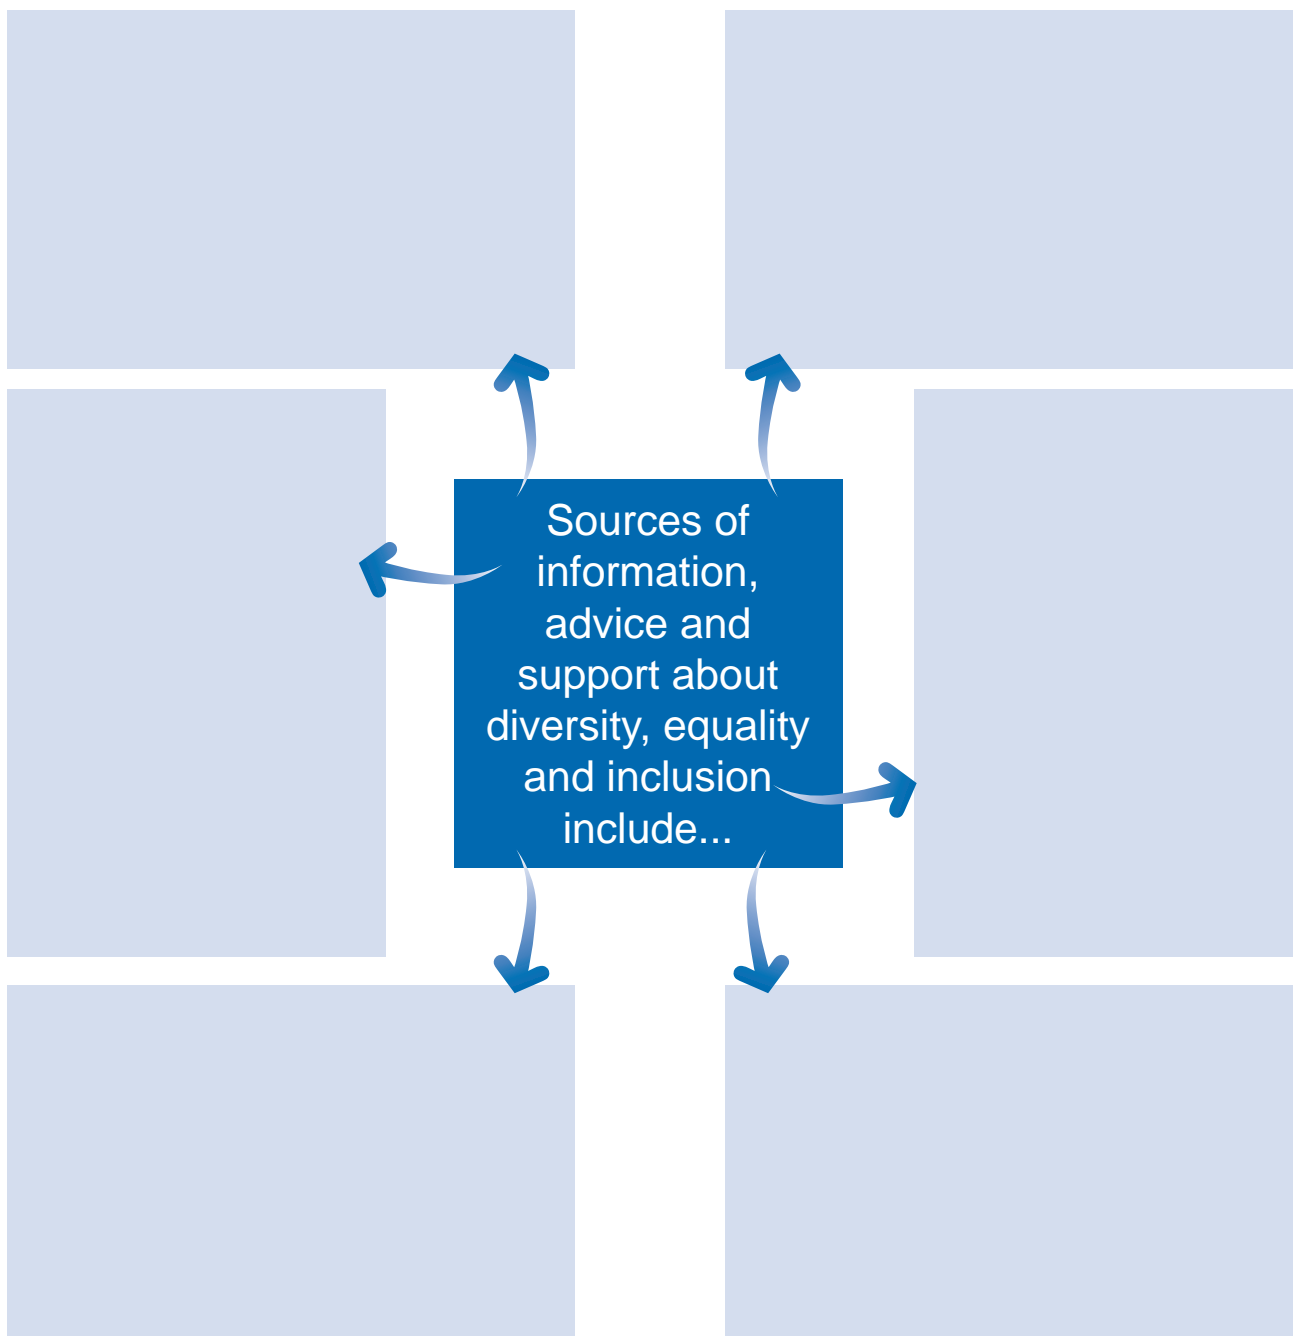 Sources of
information,
advice and
support about
diversity, equality
and inclusion
include...